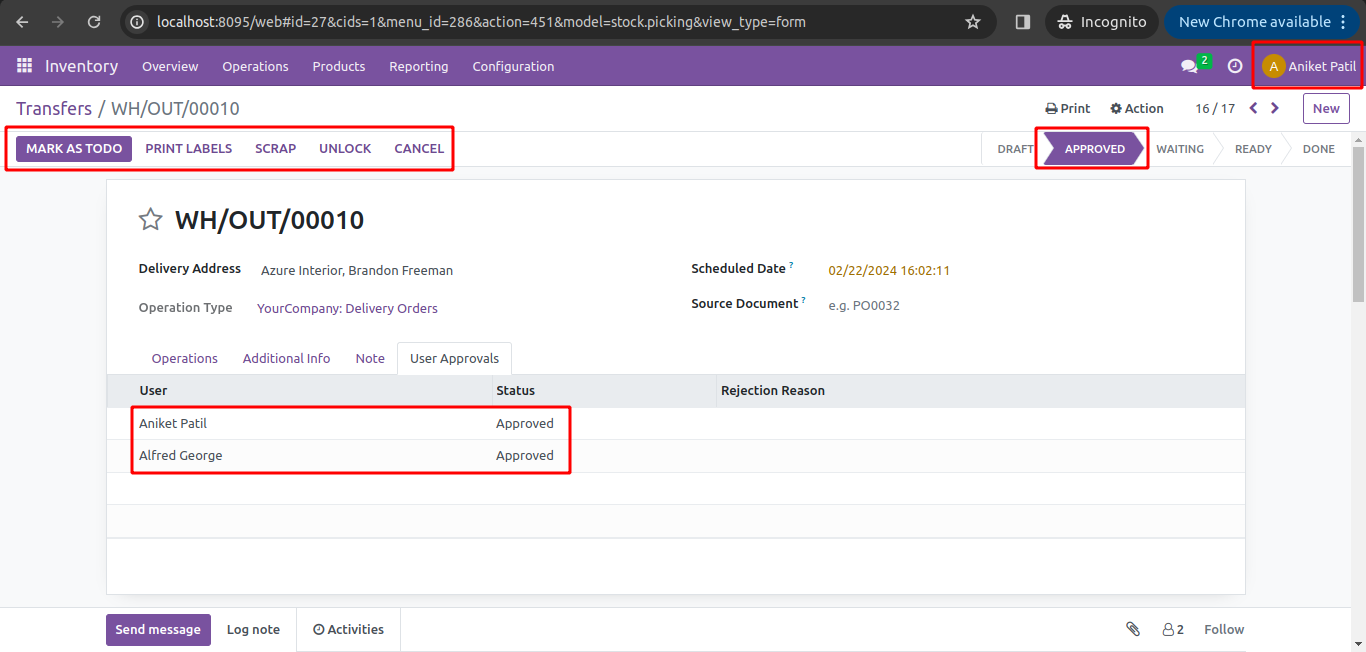 localhost:8095/web#id=27&cids=1&menu_id=286&action=451&model=stock.picking&view_type=form
Incognito
New Chrome available
Inventory Overview Operations Products Reporting Configuration
2
A Aniket Patil
Transfers / WH/OUT/00010
Print Action 16 / 17 New
MARK AS TODO PRINT LABELS SCRAP UNLOCK CANCEL
DRAFT APPROVED WAITING READY DONE
WH/OUT/00010
Delivery Address Azure Interior, Brandon Freeman
Scheduled Date ? 02/22/2024 16:02:11
Operation Type YourCompany: Delivery Orders
Source Document ? e.g. PO0032
Operations Additional Info Note User Approvals
User Status Rejection Reason
Aniket Patil Approved
Alfred George Approved
Send message Log note Activities 2 Follow